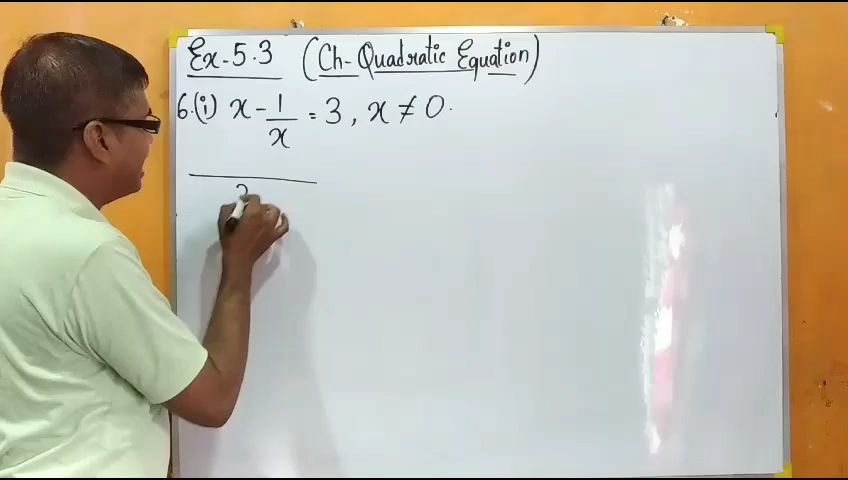 Ex-5.3 (Ch-Quadratic Equation)
6.(i) x - 1/x = 3, x ≠ 0.